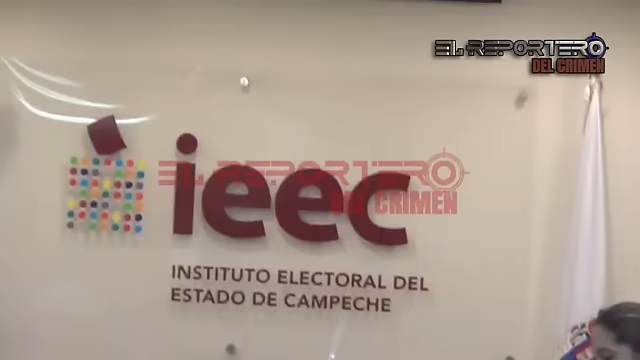 EL REPORTERO
DEL CRIMEN
EL REPORTERO
DEL CRIMEN
ieec
INSTITUTO ELECTORAL DEL
ESTADO DE CAMPECHE